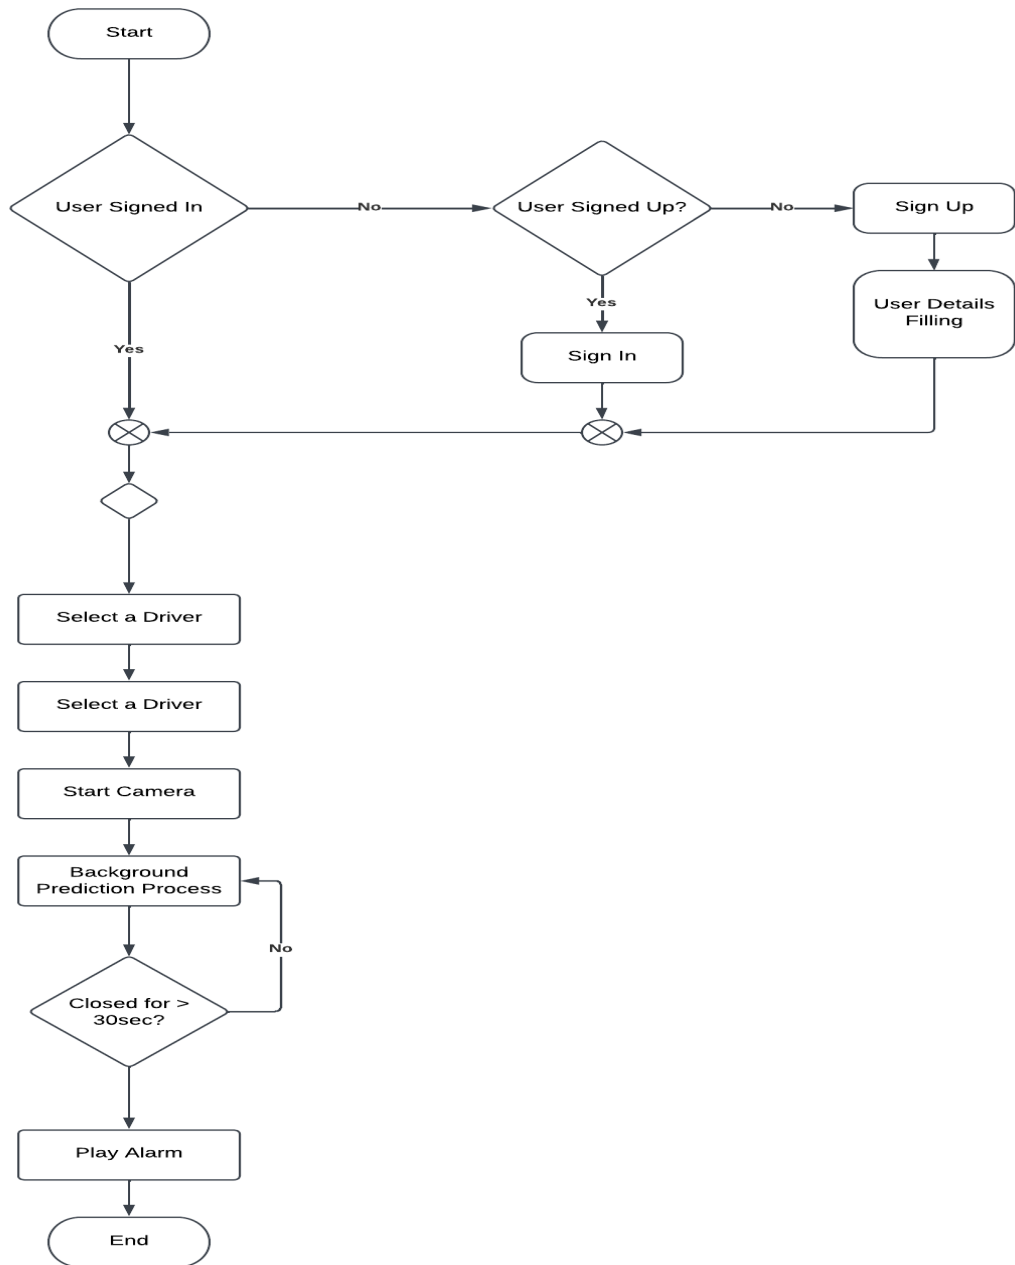 Start
User Signed In
No
User Signed Up?
No
Sign Up
User Details
Filling
Yes
Sign In
Yes
Select a Driver
Select a Driver
Start Camera
Background
Prediction Process
No
Closed for >
30sec?
Play Alarm
End